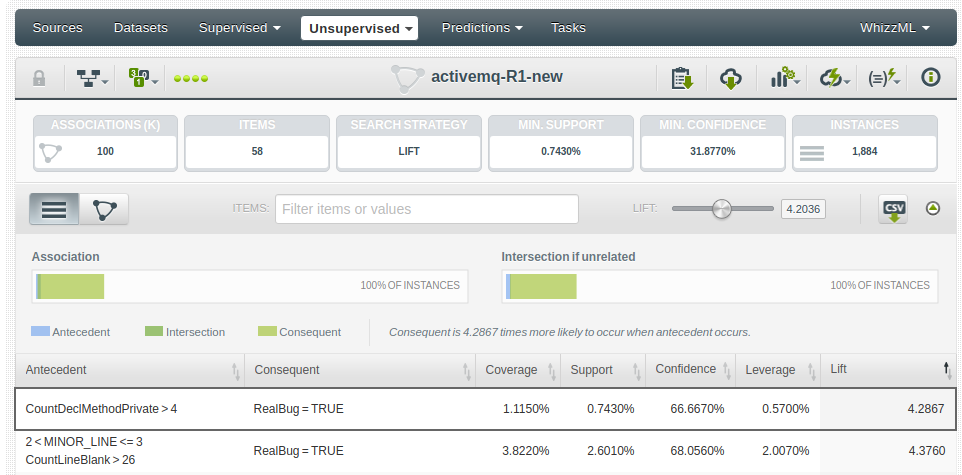 Sources Datasets Supervised Unsupervised Predictions Tasks WhizzML
activemq-R1-new
ASSOCIATIONS (K) ITEMS SEARCH STRATEGY MIN. SUPPORT MIN. CONFIDENCE INSTANCES
100 58 LIFT 0.7430% 31.8770% 1,884
ITEMS: Filter items or values LIFT: 4.2036 CSV
Association Intersection if unrelated
100% OF INSTANCES 100% OF INSTANCES
Antecedent Intersection Consequent Consequent is 4.2867 times more likely to occur when antecedent occurs.
Antecedent Consequent Coverage Support Confidence Leverage Lift
CountDeclMethodPrivate > 4 RealBug = TRUE 1.1150% 0.7430% 66.6670% 0.5700% 4.2867
2 < MINOR_LINE <= 3
CountLineBlank > 26 RealBug = TRUE 3.8220% 2.6010% 68.0560% 2.0070% 4.3760